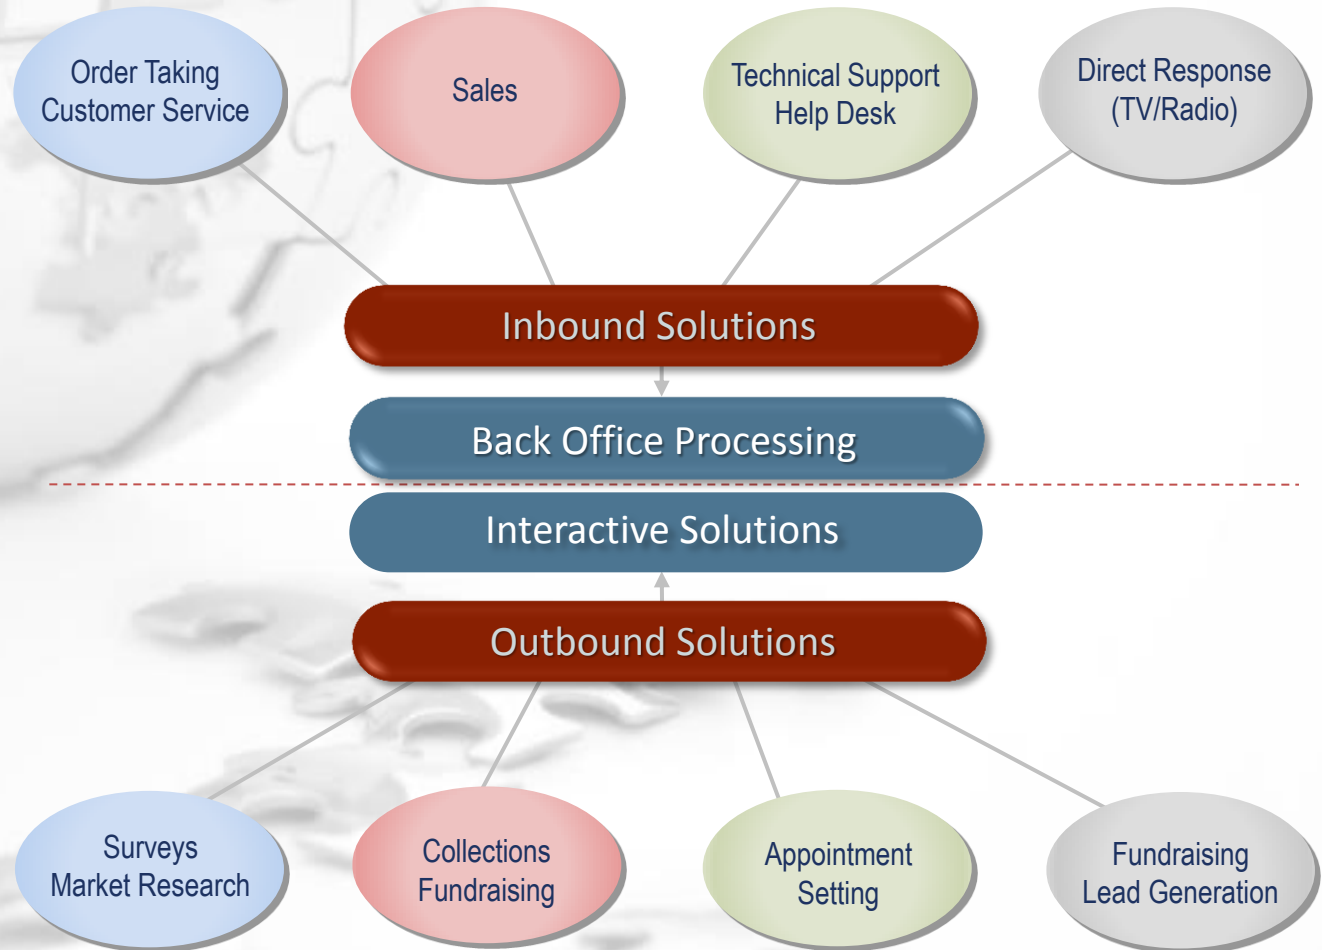 Order Taking
Customer Service
Sales
Technical Support
Help Desk
Direct Response
(TV/Radio)
Inbound Solutions
Back Office Processing
Interactive Solutions
Outbound Solutions
Surveys
Market Research
Collections
Fundraising
Appointment
Setting
Fundraising
Lead Generation